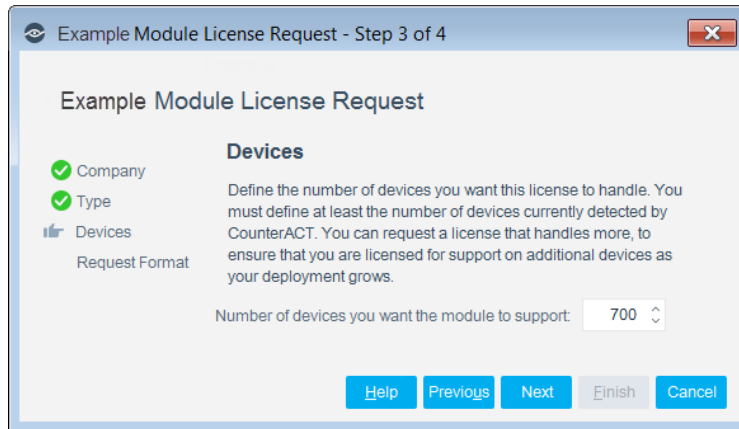 Example Module License Request - Step 3 of 4
Example Module License Request
Company
Type
Devices
Request Format
Devices
Define the number of devices you want this license to handle. You
must define at least the number of devices currently detected by
CounterACT. You can request a license that handles more, to
ensure that you are licensed for support on additional devices as
your deployment grows.
Number of devices you want the module to support: 700
Help Previous Next Finish Cancel